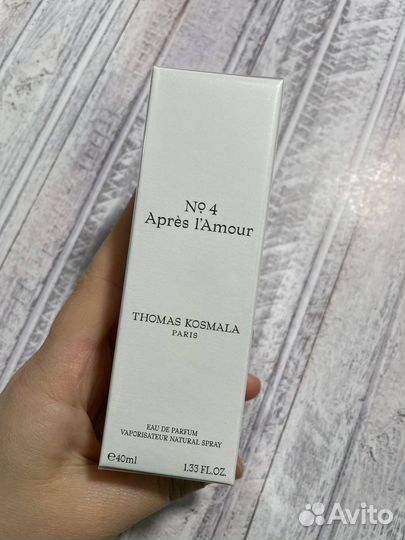 Nº 4
Après l'Amour
THOMAS KOSMALA
PARIS
EAU DE PARFUM
VAPORISATEUR NATURAL SPRAY
℮40ml 1.33 FL.OZ.
Avito